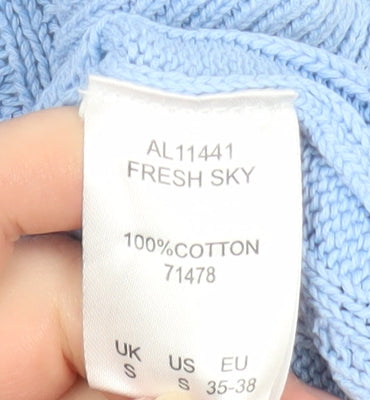 AL11441
FRESH SKY
100%COTTON
71478
UK US EU
S S 35-38